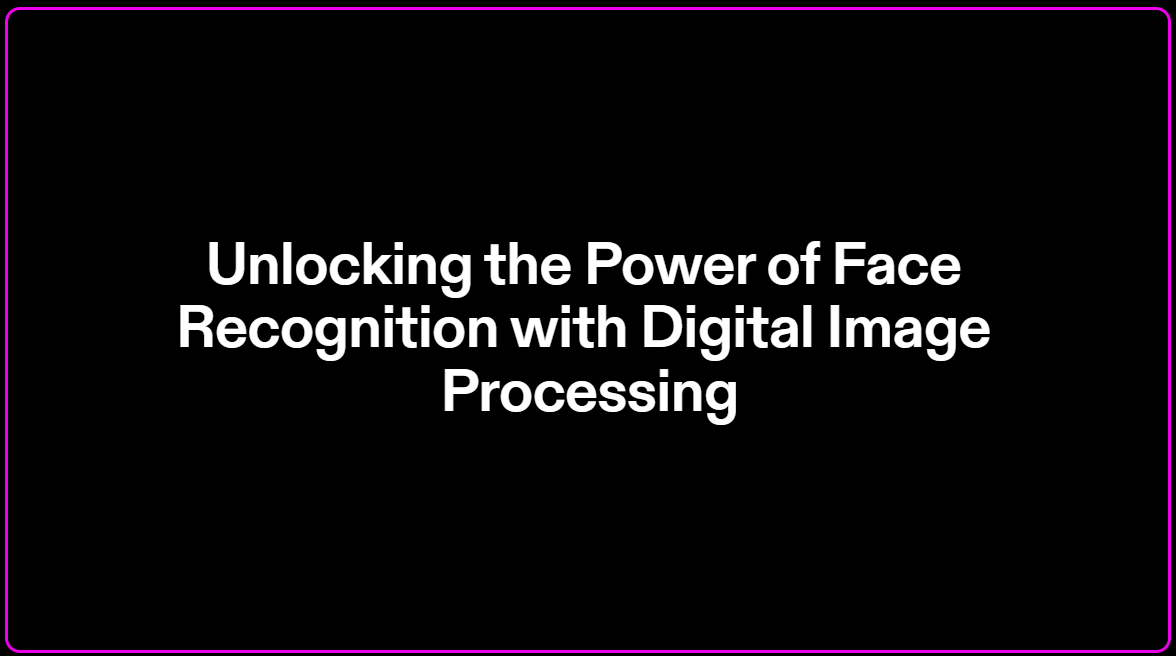 Unlocking the Power of Face
Recognition with Digital Image
Processing